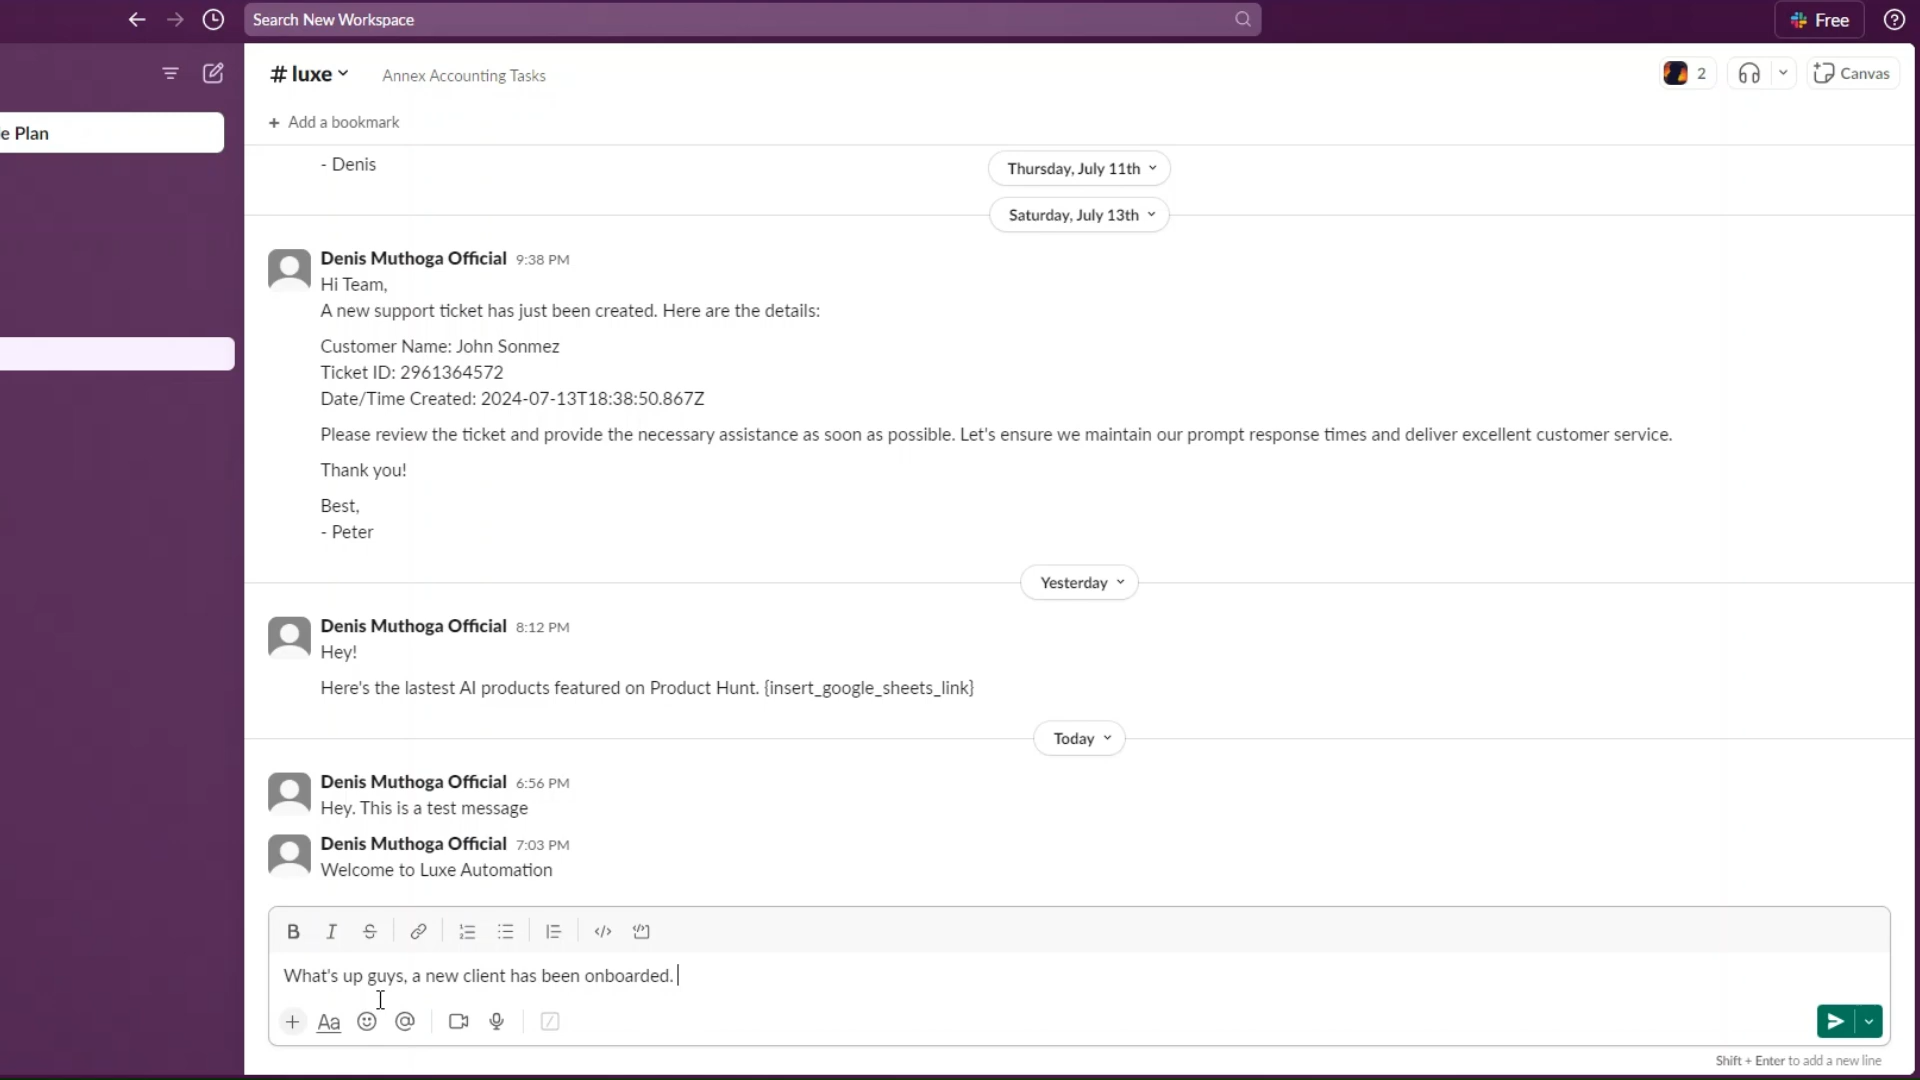 Search New Workspace
Free
# luxe
Annex Accounting Tasks
2
Canvas
e Plan
+ Add a bookmark
- Denis
Thursday, July 11th
Saturday, July 13th
Denis Muthoga Official 9:38 PM
Hi Team,
A new support ticket has just been created. Here are the details:
Customer Name: John Sonmez
Ticket ID: 2961364572
Date/Time Created: 2024-07-13T18:38:50.867Z
Please review the ticket and provide the necessary assistance as soon as possible. Let's ensure we maintain our prompt response times and deliver excellent customer service.
Thank you!
Best,
- Peter
Yesterday
Denis Muthoga Official 8:12 PM
Hey!
Here's the lastest AI products featured on Product Hunt. {insert_google_sheets_link}
Today
Denis Muthoga Official 6:56 PM
Hey. This is a test message
Denis Muthoga Official 7:03 PM
Welcome to Luxe Automation
B I S
What's up guys, a new client has been onboarded.
Aa
Shift + Enter to add a new line